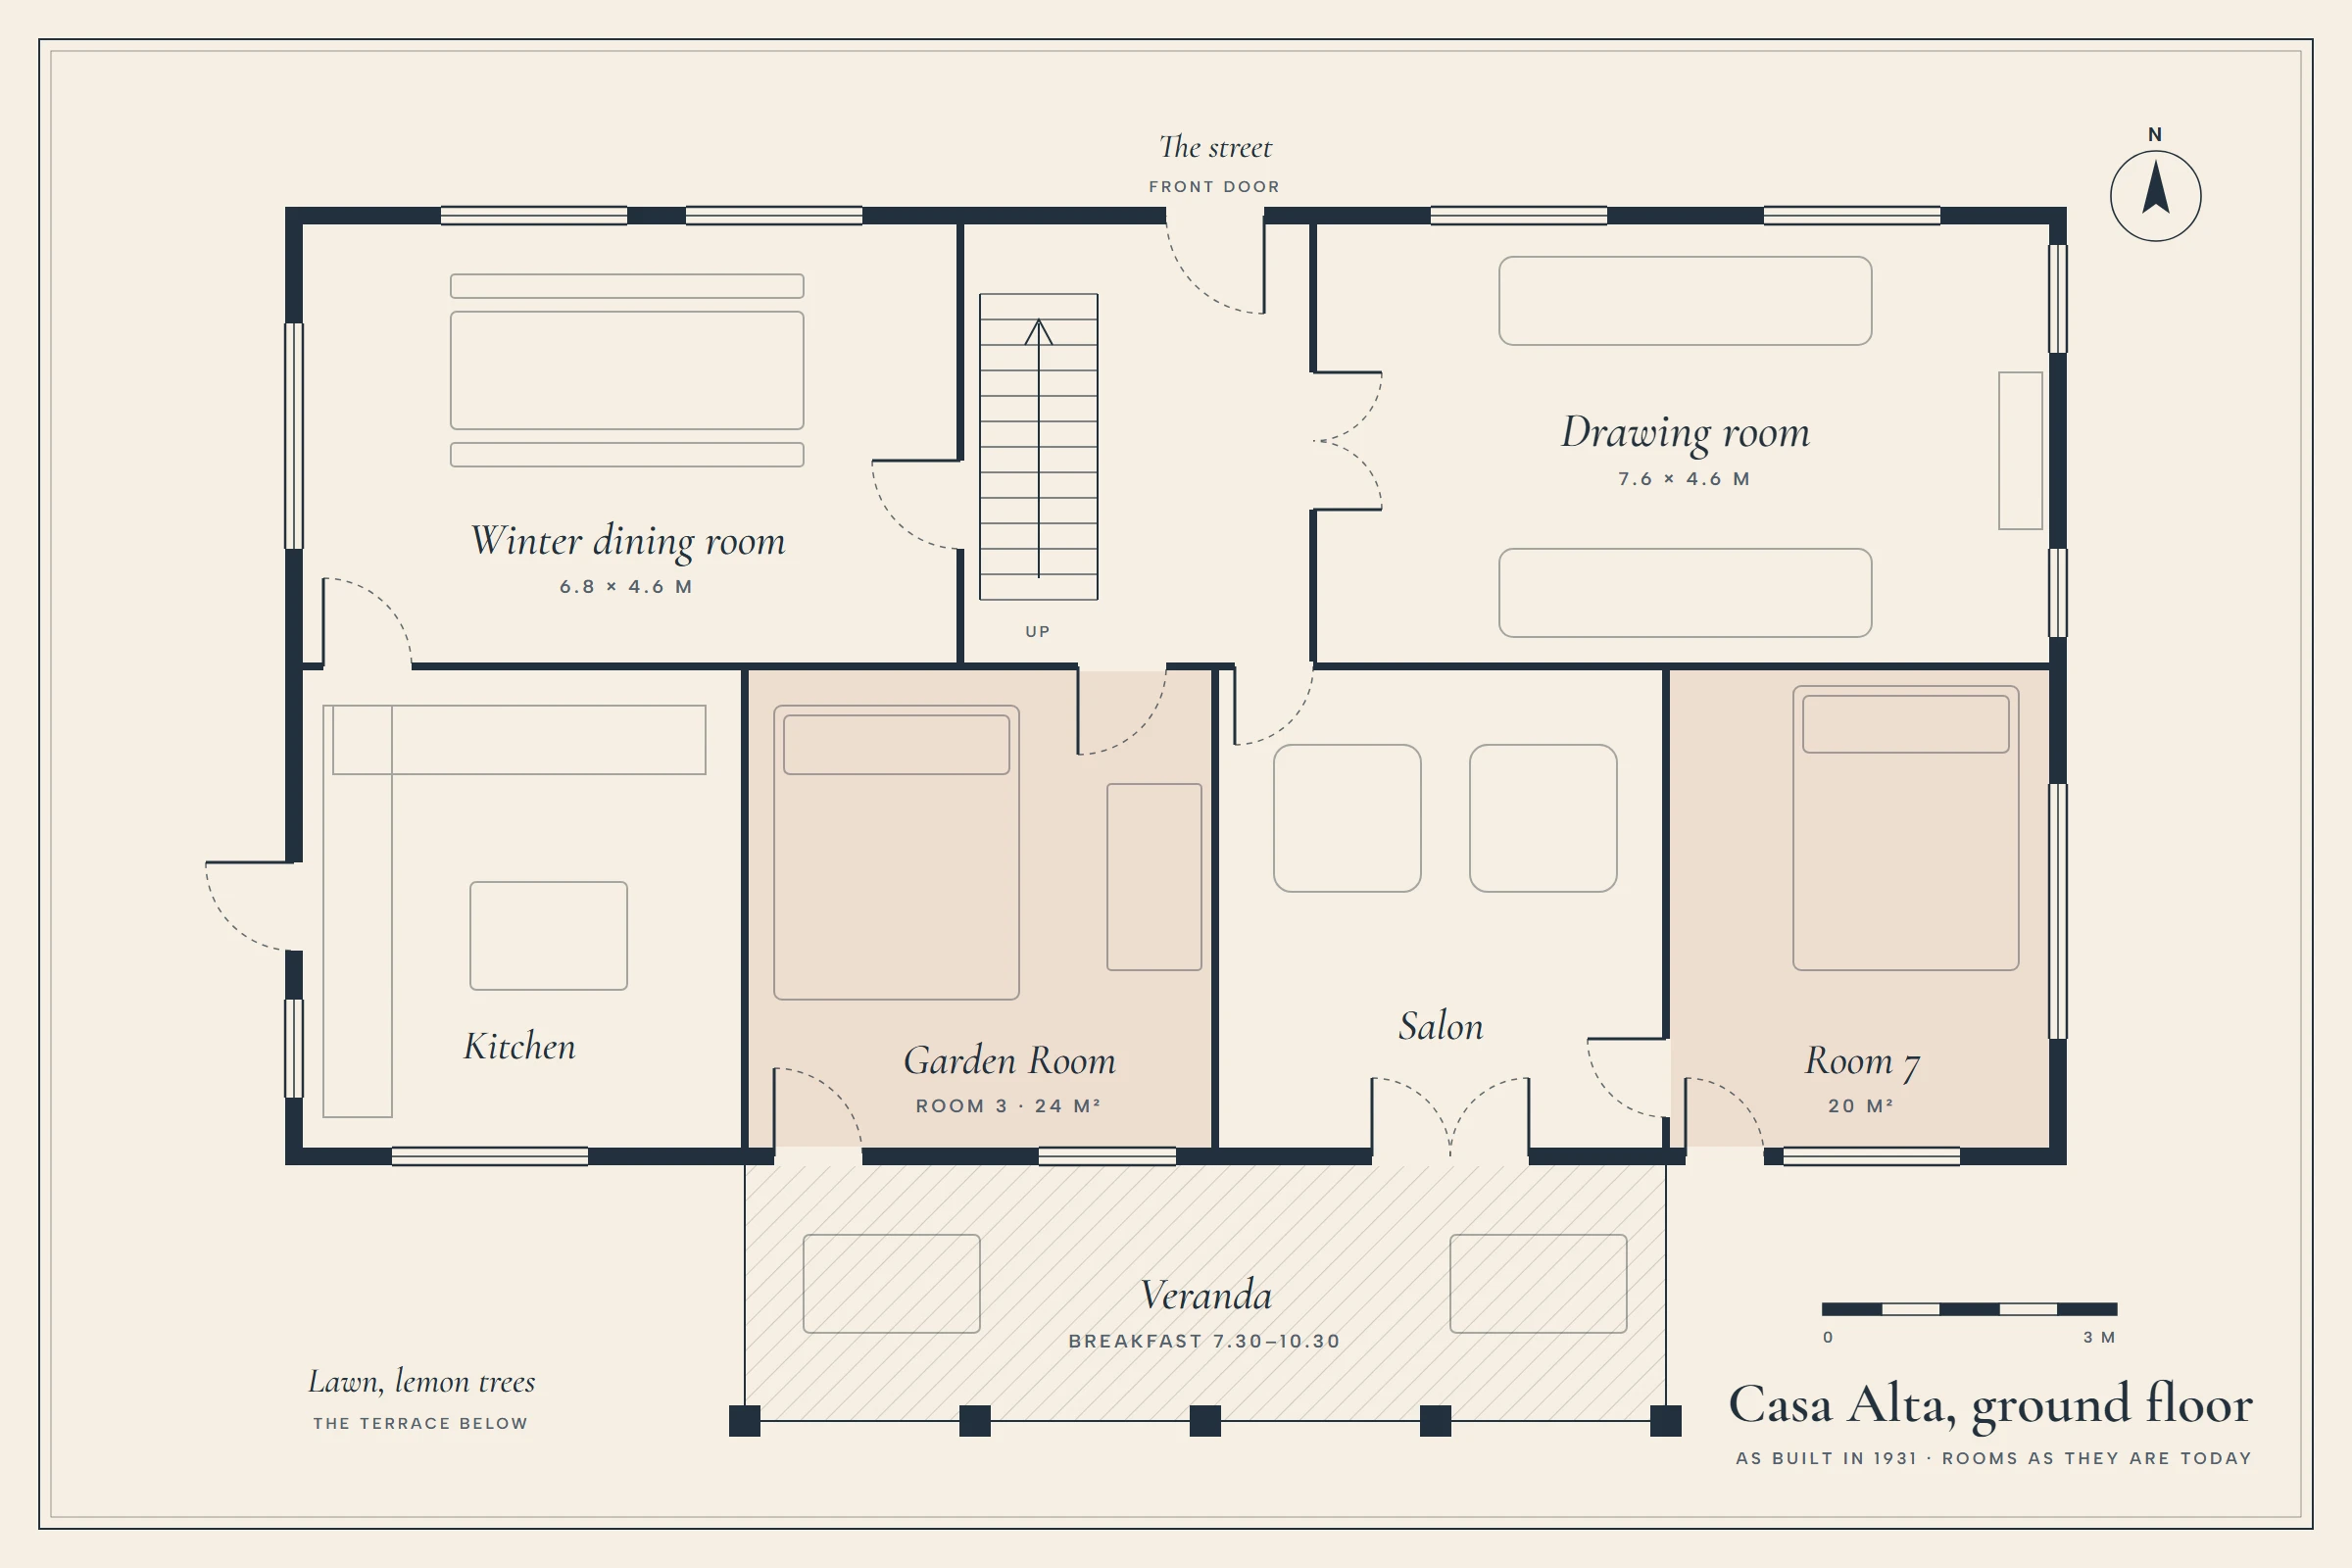 The street
FRONT DOOR
N
Drawing room
7.6 × 4.6 M
Winter dining room
6.8 × 4.6 M
UP
Kitchen
Garden Room
ROOM 3 · 24 M²
Salon
Room 7
20 M²
Veranda
BREAKFAST 7.30–10.30
Lawn, lemon trees
THE TERRACE BELOW
0
3 M
Casa Alta, ground floor
AS BUILT IN 1931 · ROOMS AS THEY ARE TODAY